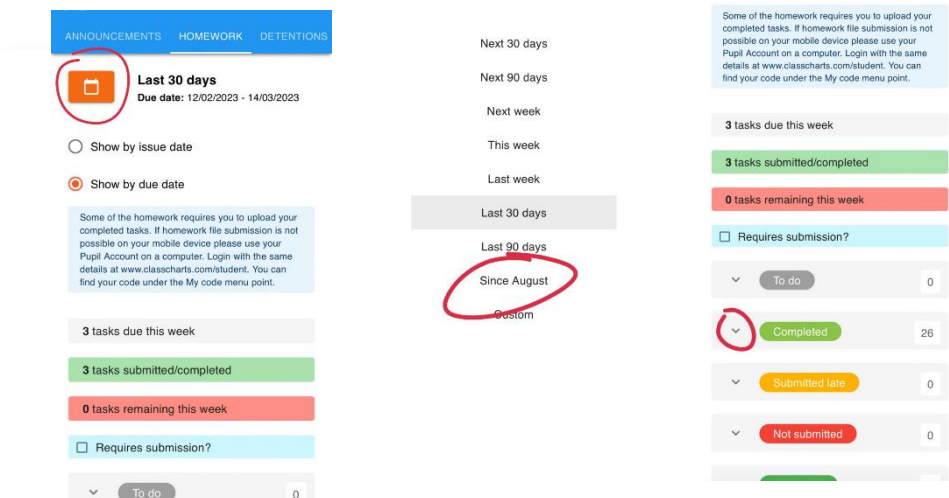 ANNOUNCEMENTS HOMEWORK DETENTIONS
Last 30 days
Due date: 12/02/2023 - 14/03/2023
Show by issue date
Show by due date
Some of the homework requires you to upload your
completed tasks. If homework file submission is not
possible on your mobile device please use your
Pupil Account on a computer. Login with the same
details at www.classcharts.com/student. You can
find your code under the My code menu point.
3 tasks due this week
3 tasks submitted/completed
0 tasks remaining this week
Requires submission?
To do 0
Next 30 days
Next 90 days
Next week
This week
Last week
Last 30 days
Last 90 days
Since August
Custom
Some of the homework requires you to upload your
completed tasks. If homework file submission is not
possible on your mobile device please use your
Pupil Account on a computer. Login with the same
details at www.classcharts.com/student. You can
find your code under the My code menu point.
3 tasks due this week
3 tasks submitted/completed
0 tasks remaining this week
Requires submission?
To do 0
Completed 26
Submitted late 0
Not submitted 0